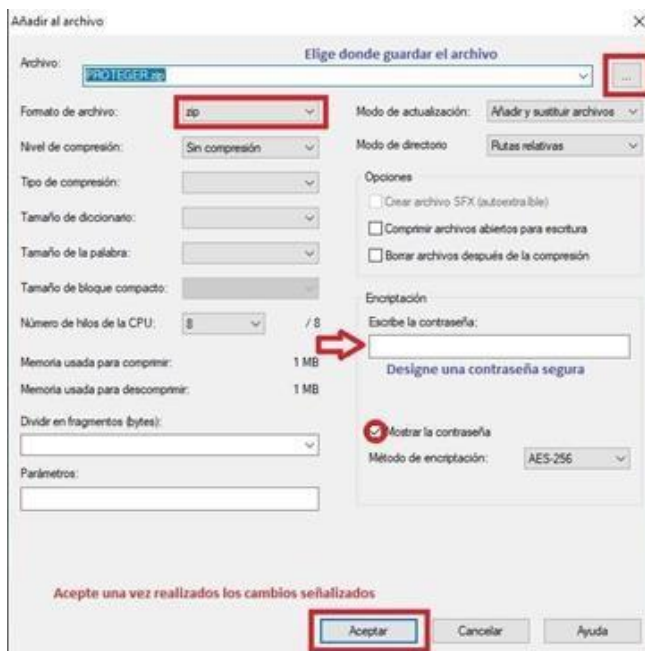 Añadir al archivo
Elige donde guardar el archivo
Archivo:
PROTEGER.zip
...
Formato de archivo: zip
Modo de actualización: Añadir y sustituir archivos
Nivel de compresión: Sin compresión
Modo de directorio Rutas relativas
Tipo de compresión:
Opciones
Crear archivo SFX (autoextraíble)
Tamaño de diccionario:
Comprimir archivos abiertos para escritura
Tamaño de la palabra:
Borrar archivos después de la compresión
Tamaño de bloque compacto:
Encriptación
Número de hilos de la CPU: 8 / 8
Escribe la contraseña:
Memoria usada para comprimir: 1 MB
Designe una contraseña segura
Memoria usada para descomprimir: 1 MB
Dividir en fragmentos (bytes):
Mostrar la contraseña
Método de encriptación: AES-256
Parámetros:
Acepte una vez realizados los cambios señalizados
Aceptar Cancelar Ayuda